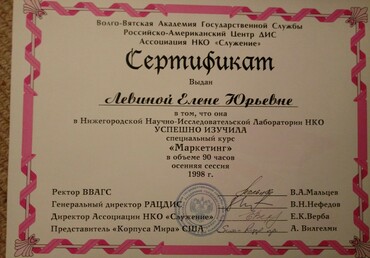 Волго-Вятская Академия Государственной Службы
Российско-Американский Центр ДИС
Ассоциация НКО «Служение»
Сертификат
Выдан
Левиной Елене Юрьевне
в том, что она
в Нижегородской Научно-Исследовательской Лаборатории НКО
УСПЕШНО ИЗУЧИЛА
специальный курс
«Маркетинг»
в объеме 90 часов
осенняя сессия
1998 г.
Ректор ВВАГС В.А.Мальцев
Генеральный директор РАЦДИС В.Н.Нефедов
Директор Ассоциации НКО «Служение» Е.К.Верба
Представитель «Корпуса Мира» США А. Вилгелми